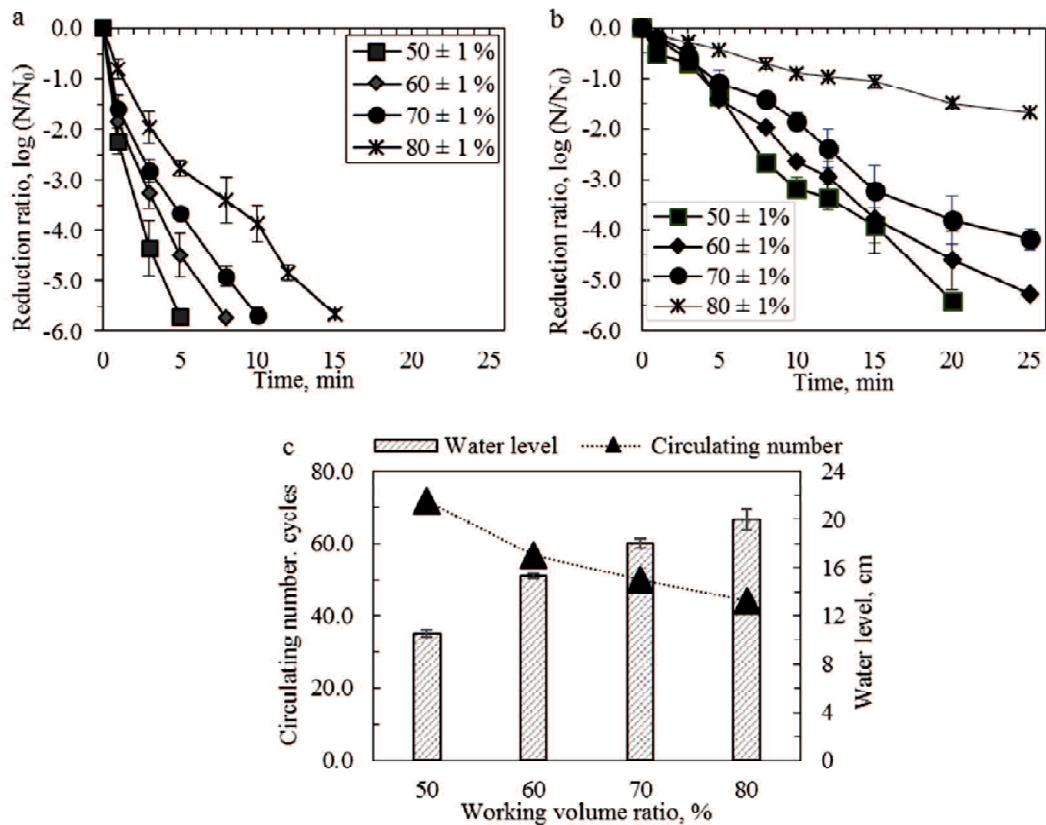 a
0.0
-1.0
-2.0
-3.0
-4.0
-5.0
-6.0
Reduction ratio, log (N/N₀)
50 ± 1 %
60 ± 1 %
70 ± 1 %
80 ± 1 %
0 5 10 15 20 25
Time, min
b
0.0
-1.0
-2.0
-3.0
-4.0
-5.0
-6.0
Reduction ratio, log (N/N₀)
50 ± 1%
60 ± 1%
70 ± 1%
80 ± 1%
0 5 10 15 20 25
Time, min
c
Water level Circulating number
80.0
60.0
40.0
20.0
0.0
Circulating number. cycles
24
20
16
12
8
4
0
Water level, cm
50 60 70 80
Working volume ratio, %